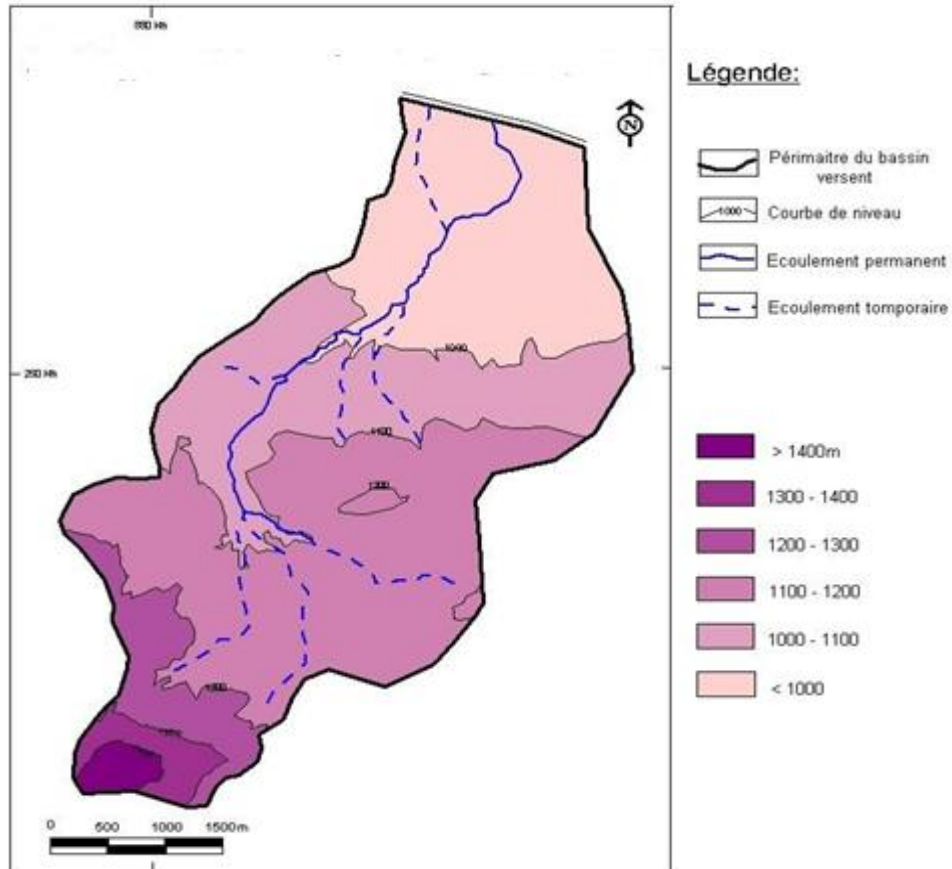 Légende:
Périmaitre du bassin
versent
1000
Courbe de niveau
Ecoulement permanent
Ecoulement tomporaire
> 1400m
1300 - 1400
1200 - 1300
1100 - 1200
1000 - 1100
< 1000
N
1000
1100
0 500 1000 1500m